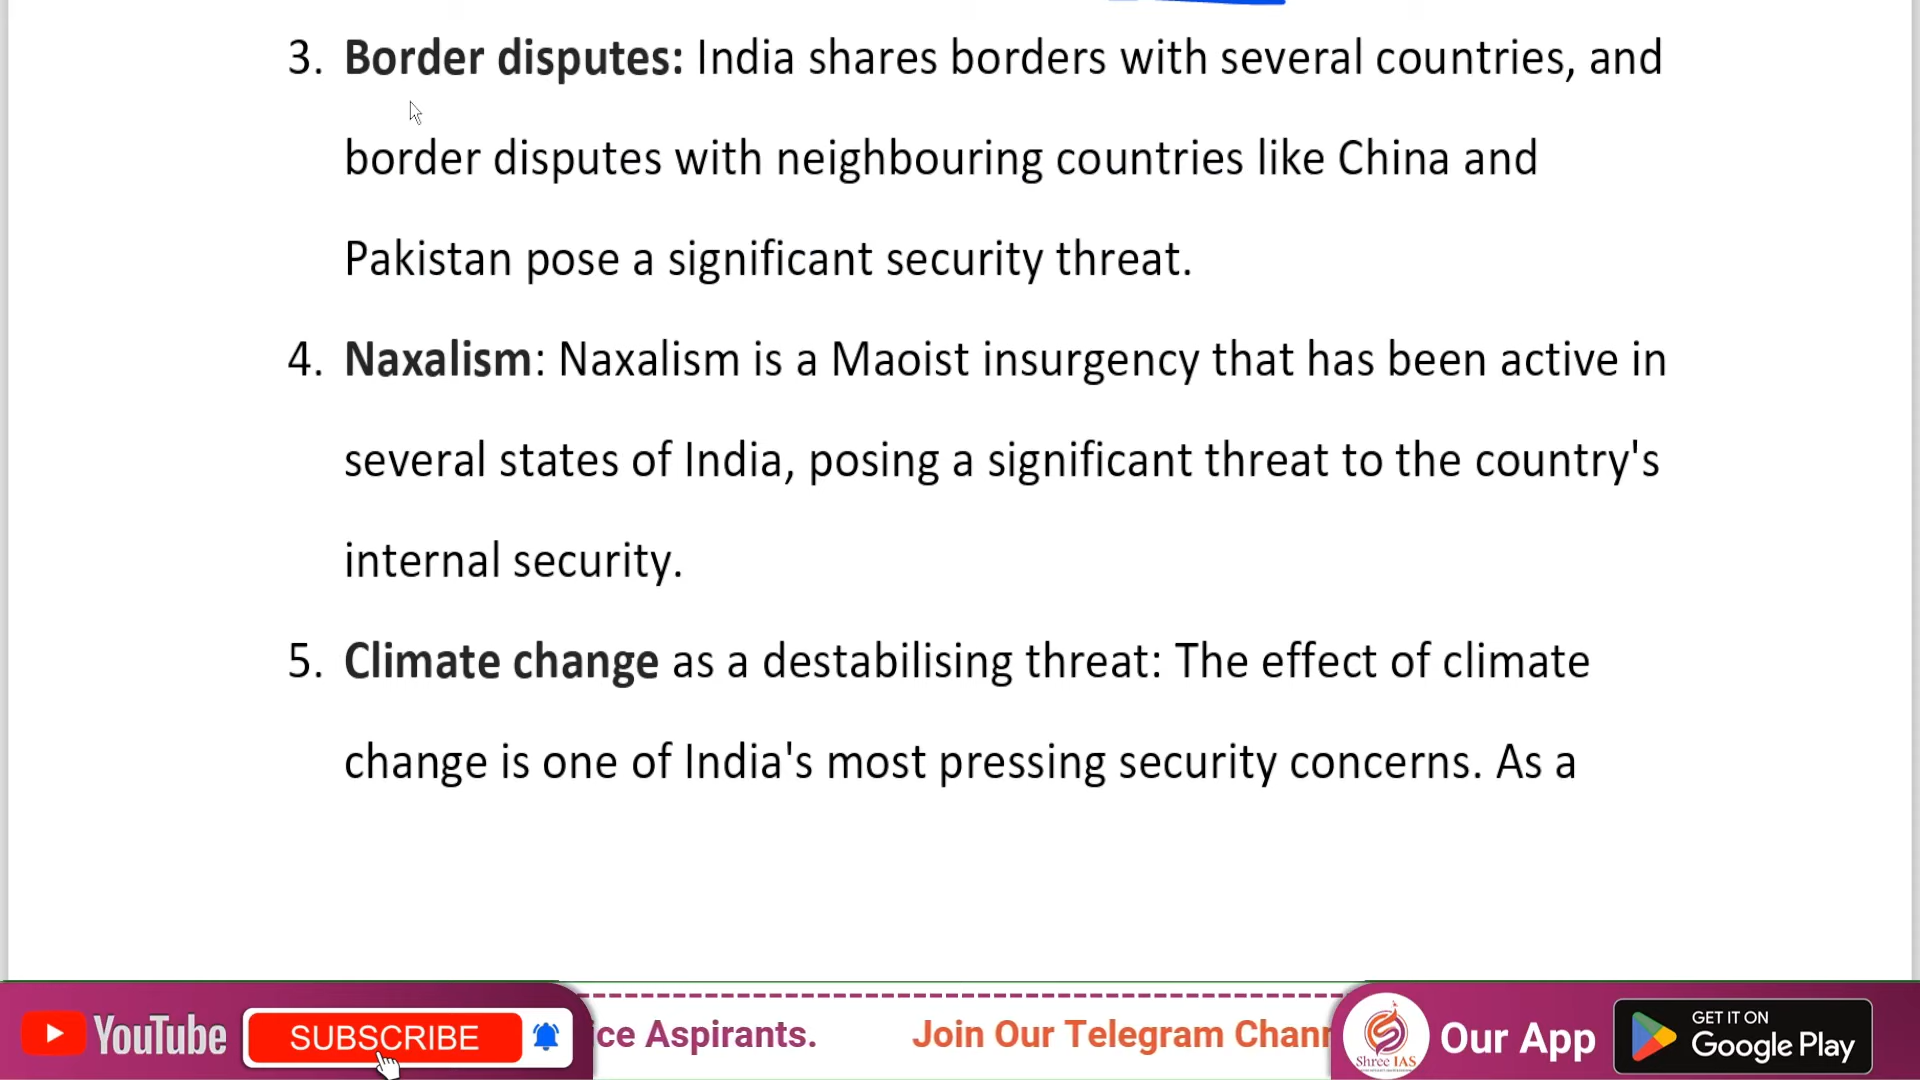 3. Border disputes: India shares borders with several countries, and
border disputes with neighbouring countries like China and
Pakistan pose a significant security threat.
4. Naxalism: Naxalism is a Maoist insurgency that has been active in
several states of India, posing a significant threat to the country's
internal security.
5. Climate change as a destabilising threat: The effect of climate
change is one of India's most pressing security concerns. As a
YouTube
SUBSCRIBE
ice Aspirants.
Join Our Telegram Chann
Shree IAS
Our App
GET IT ON
Google Play